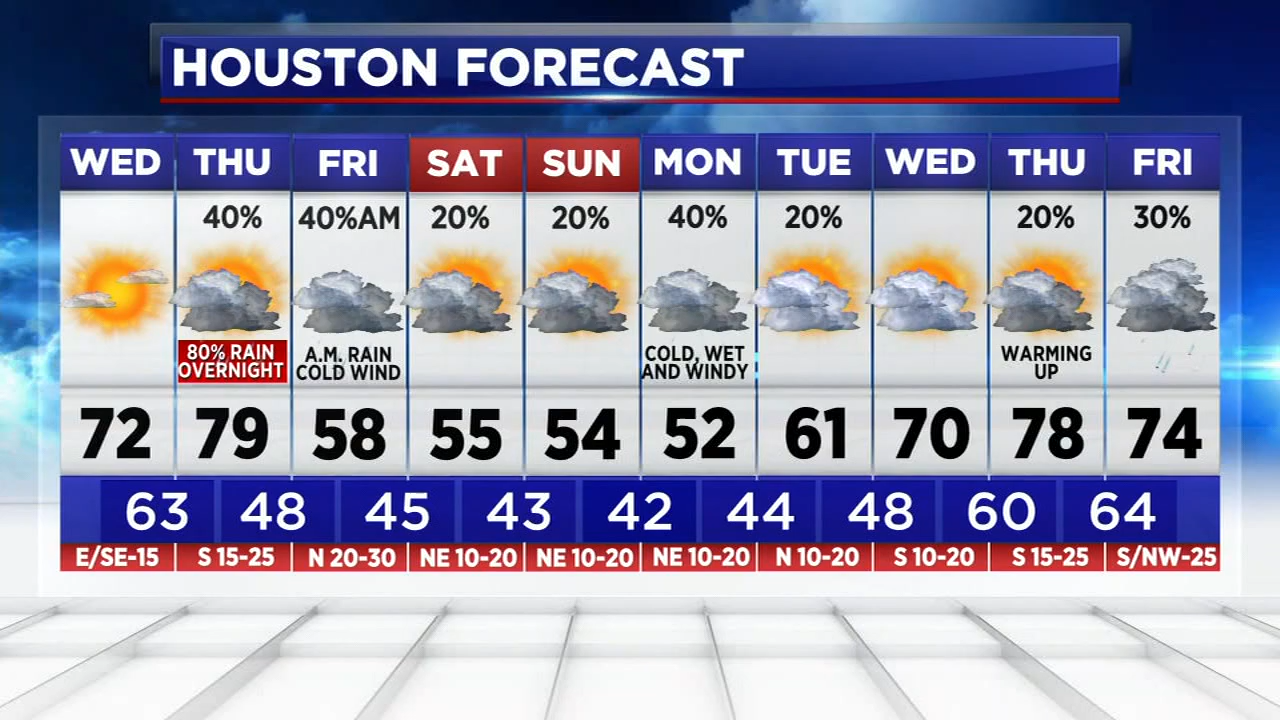 HOUSTON FORECAST
WED THU FRI SAT SUN MON TUE WED THU FRI
40% 40%AM 20% 20% 40% 20% 20% 30%
80% RAIN OVERNIGHT
A.M. RAIN COLD WIND
COLD, WET AND WINDY
WARMING UP
72 79 58 55 54 52 61 70 78 74
63 48 45 43 42 44 48 60 64
E/SE-15 S 15-25 N 20-30 NE 10-20 NE 10-20 NE 10-20 N 10-20 S 10-20 S 15-25 S/NW-25